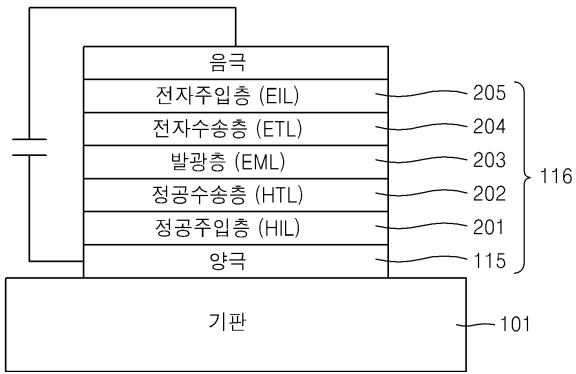 음극
전자주입층 (EIL) 205
전자수송층 (ETL) 204
발광층 (EML) 203
116
정공수송층 (HTL) 202
정공주입층 (HIL) 201
양극 115
기판 101